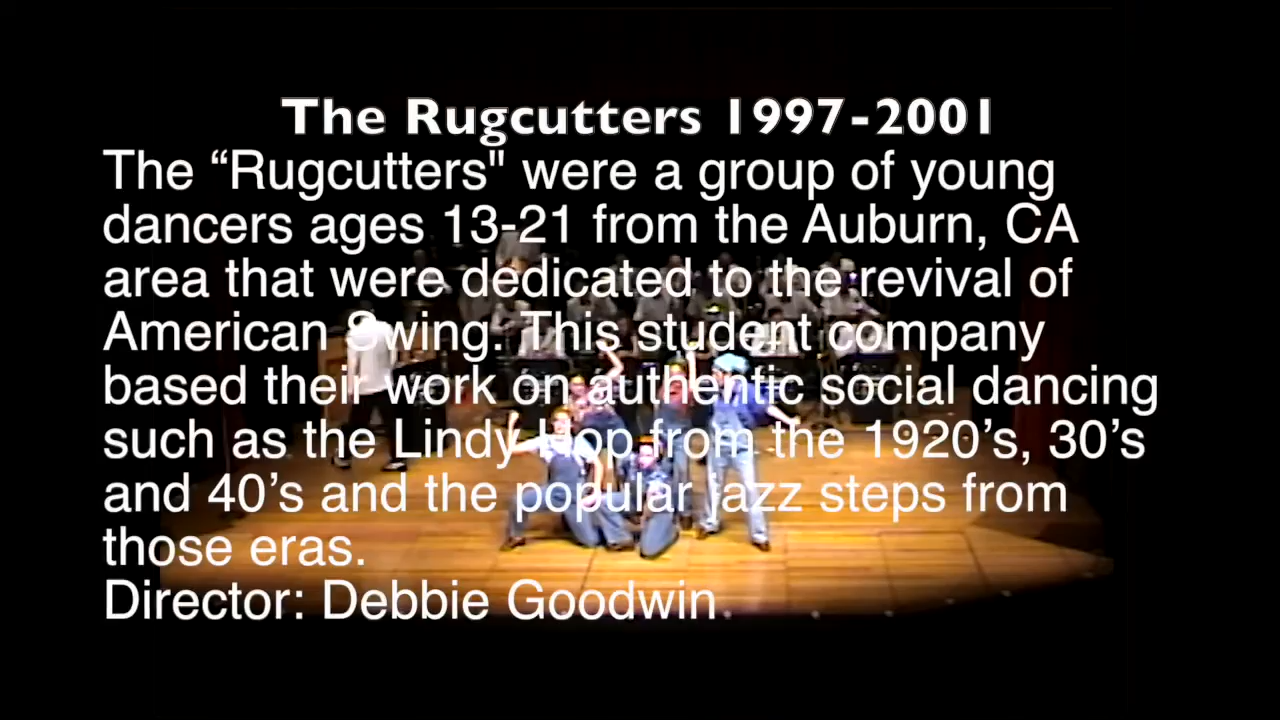 The Rugcutters 1997-2001
The “Rugcutters" were a group of young
dancers ages 13-21 from the Auburn, CA
area that were dedicated to the revival of
American Swing. This student company
based their work on authentic social dancing
such as the Lindy Hop from the 1920’s, 30’s
and 40’s and the popular jazz steps from
those eras.
Director: Debbie Goodwin